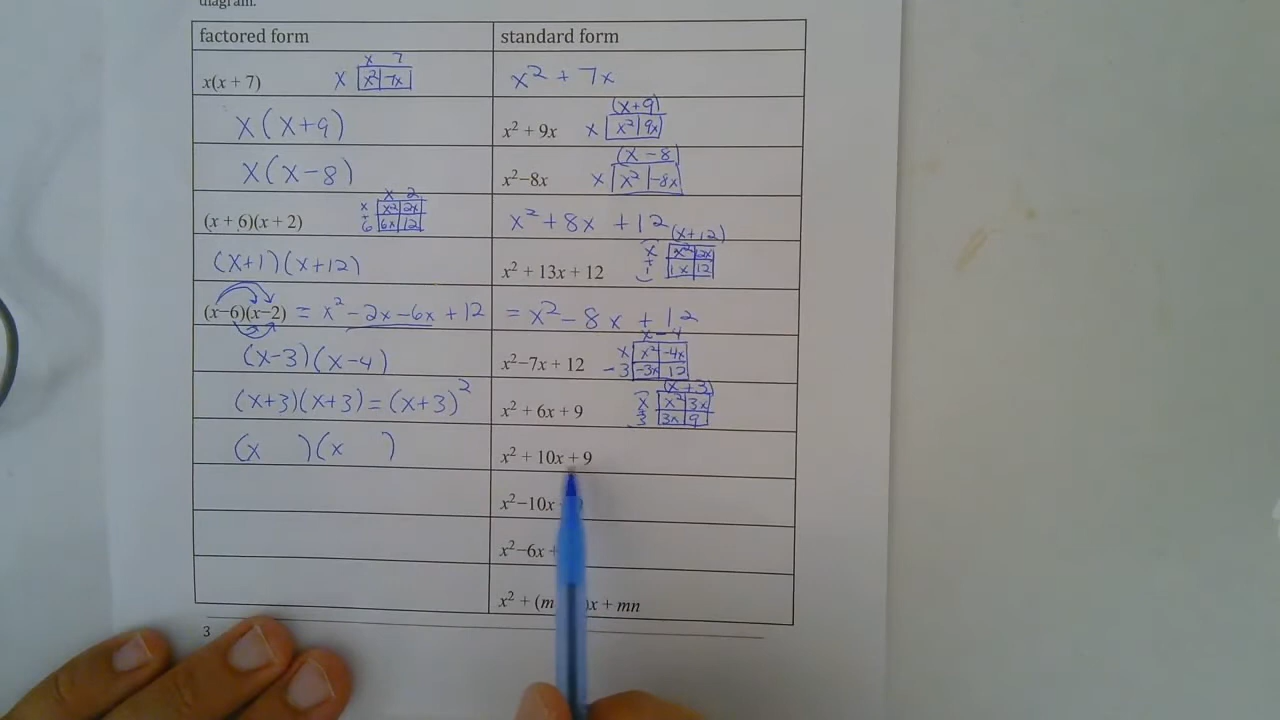 diagram.
factored form standard form
x(x + 7) x 7 x x² 7x x² + 7x
x(x+9) x² + 9x (x+9) x x² 9x
x(x-8) x²−8x (x-8) x x² -8x
(x + 6)(x + 2) x 2 x + 6 x² 2x 6x 12 x² + 8x + 12
(x+1)(x+12) x² + 13x + 12 (x+12) x + 1 x² 12x 1x 12
(x−6)(x−2) = x² - 2x - 6x + 12 = x² - 8x + 12
(x-3)(x-4) x²−7x + 12 x-4 x -3 x² -4x -3x 12
(x+3)(x+3) = (x+3)² x² + 6x + 9 (x+3) x 3 x² 3x 3x 9
(x )(x ) x² + 10x + 9
x²−10x
x²−6x +
x² + (m )x + mn
3